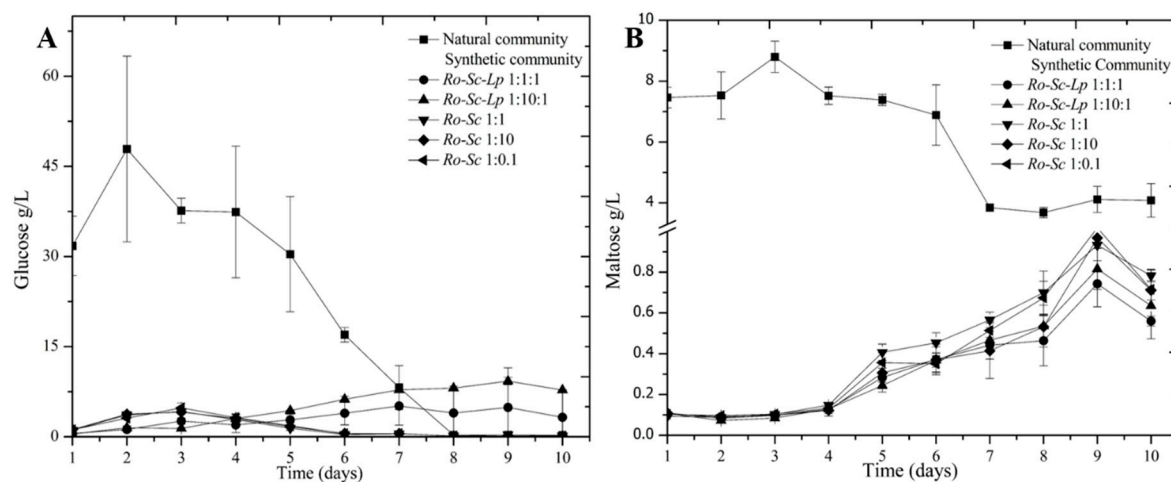 A
Natural community
Synthetic community
Ro-Sc-Lp 1:1:1
Ro-Sc-Lp 1:10:1
Ro-Sc 1:1
Ro-Sc 1:10
Ro-Sc 1:0.1
Glucose g/L
60
45
30
15
0
1 2 3 4 5 6 7 8 9 10
Time (days)
B
Natural community
Synthetic Community
Ro-Sc-Lp 1:1:1
Ro-Sc-Lp 1:10:1
Ro-Sc 1:1
Ro-Sc 1:10
Ro-Sc 1:0.1
Maltose g/L
10
8
6
4
0.8
0.6
0.4
0.2
0.0
1 2 3 4 5 6 7 8 9 10
Time (days)